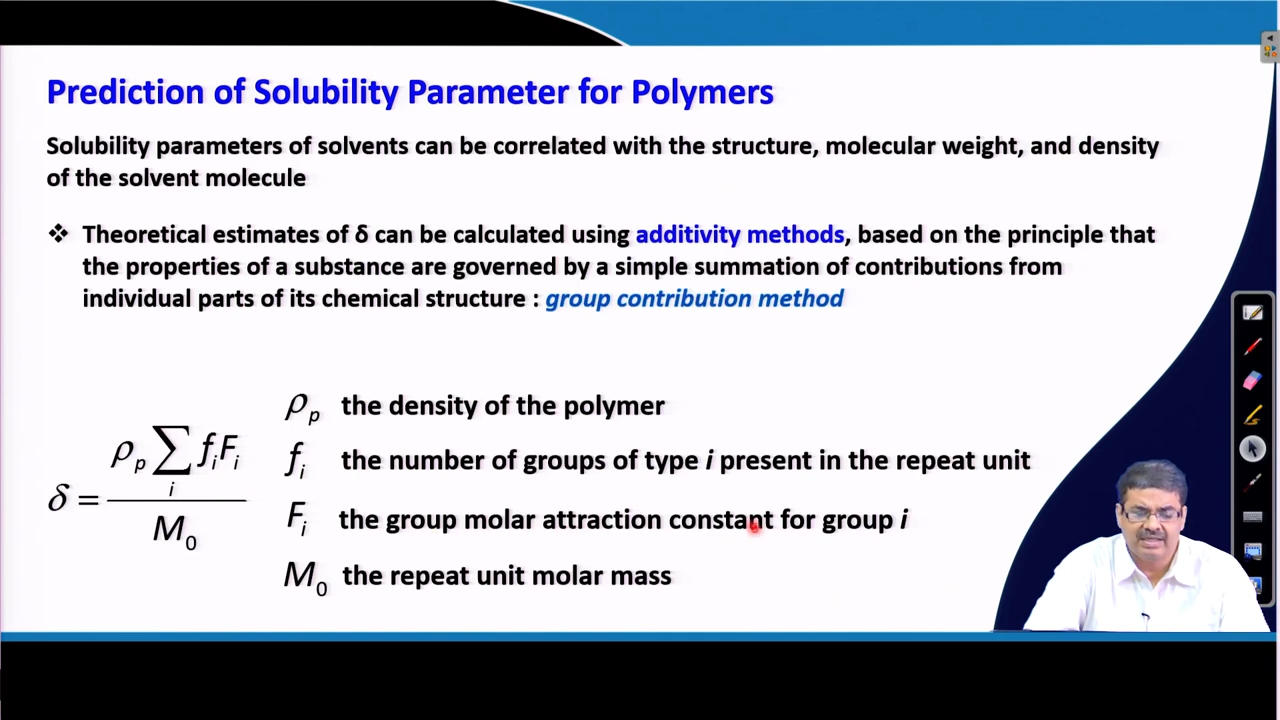 Prediction of Solubility Parameter for Polymers
Solubility parameters of solvents can be correlated with the structure, molecular weight, and density
of the solvent molecule
❖ Theoretical estimates of δ can be calculated using additivity methods, based on the principle that
the properties of a substance are governed by a simple summation of contributions from
individual parts of its chemical structure : group contribution method
δ = ρp ∑i fiFi / M0
ρp the density of the polymer
fi the number of groups of type i present in the repeat unit
Fi the group molar attraction constant for group i
M0 the repeat unit molar mass